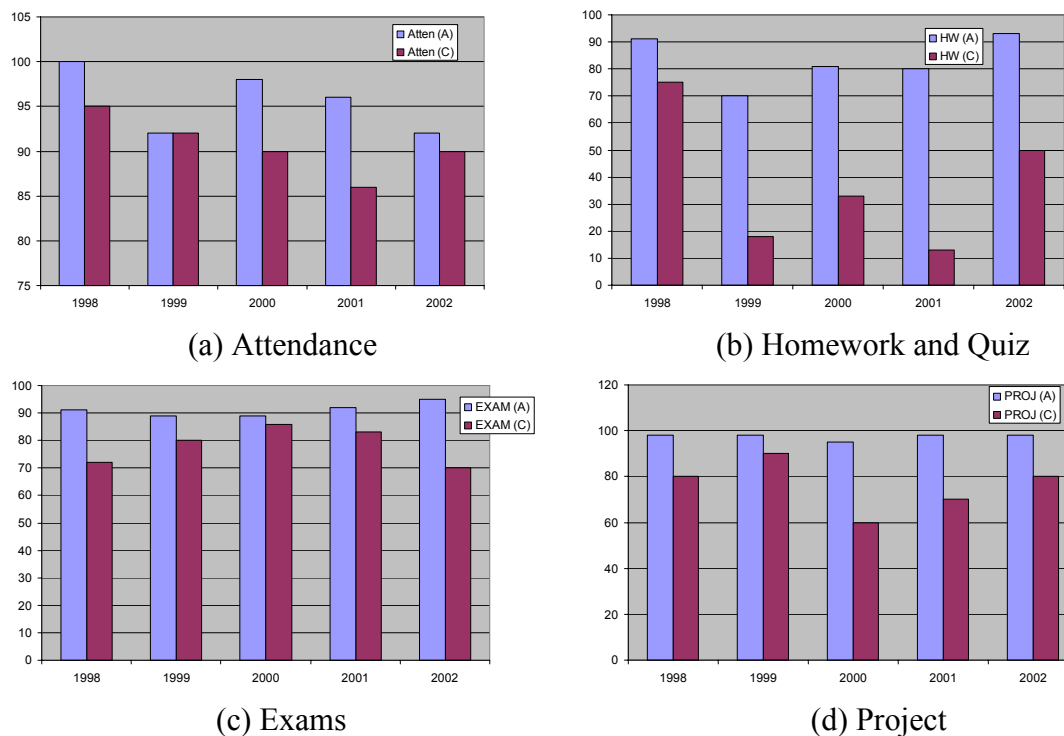 105
100
95
90
85
80
75
Atten (A)
Atten (C)
1998 1999 2000 2001 2002
(a) Attendance
100
90
80
70
60
50
40
30
20
10
0
HW (A)
HW (C)
1998 1999 2000 2001 2002
(b) Homework and Quiz
100
90
80
70
60
50
40
30
20
10
0
EXAM (A)
EXAM (C)
1998 1999 2000 2001 2002
(c) Exams
120
100
80
60
40
20
0
PROJ (A)
PROJ (C)
1998 1999 2000 2001 2002
(d) Project